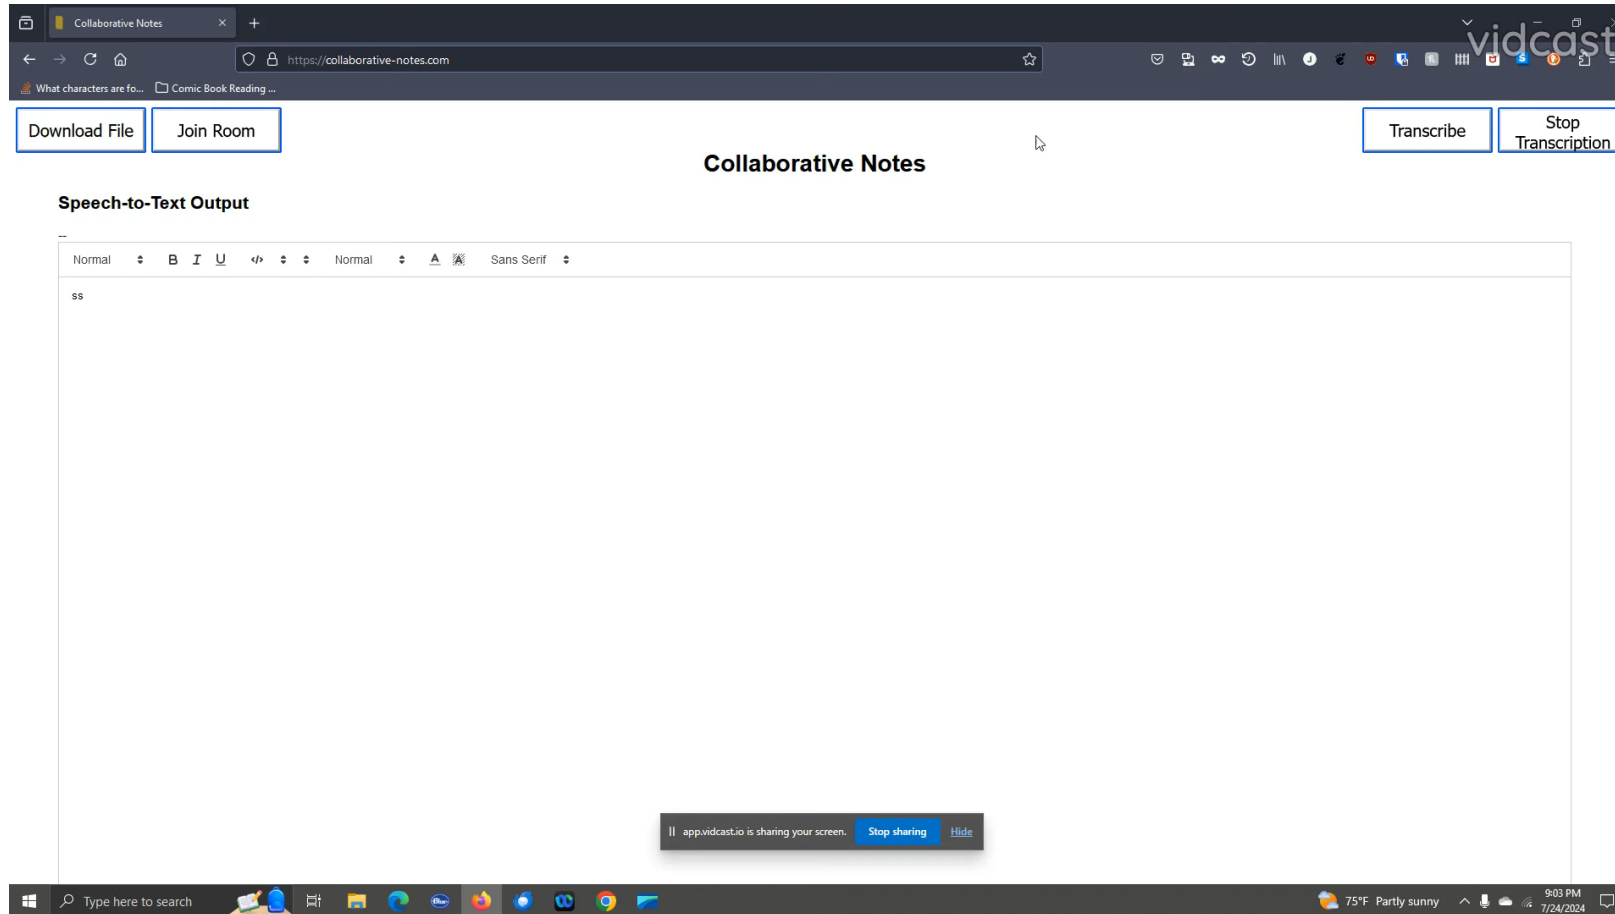 Collaborative Notes
vidcast
https://collaborative-notes.com
What characters are fo...
Comic Book Reading ...
Download File
Join Room
Transcribe
Stop
Transcription
Collaborative Notes
Speech-to-Text Output
--
Normal
B
I
U
Normal
A
A
Sans Serif
ss
app.vidcast.io is sharing your screen.
Stop sharing
Hide
Type here to search
75°F Partly sunny
9:03 PM
7/24/2024